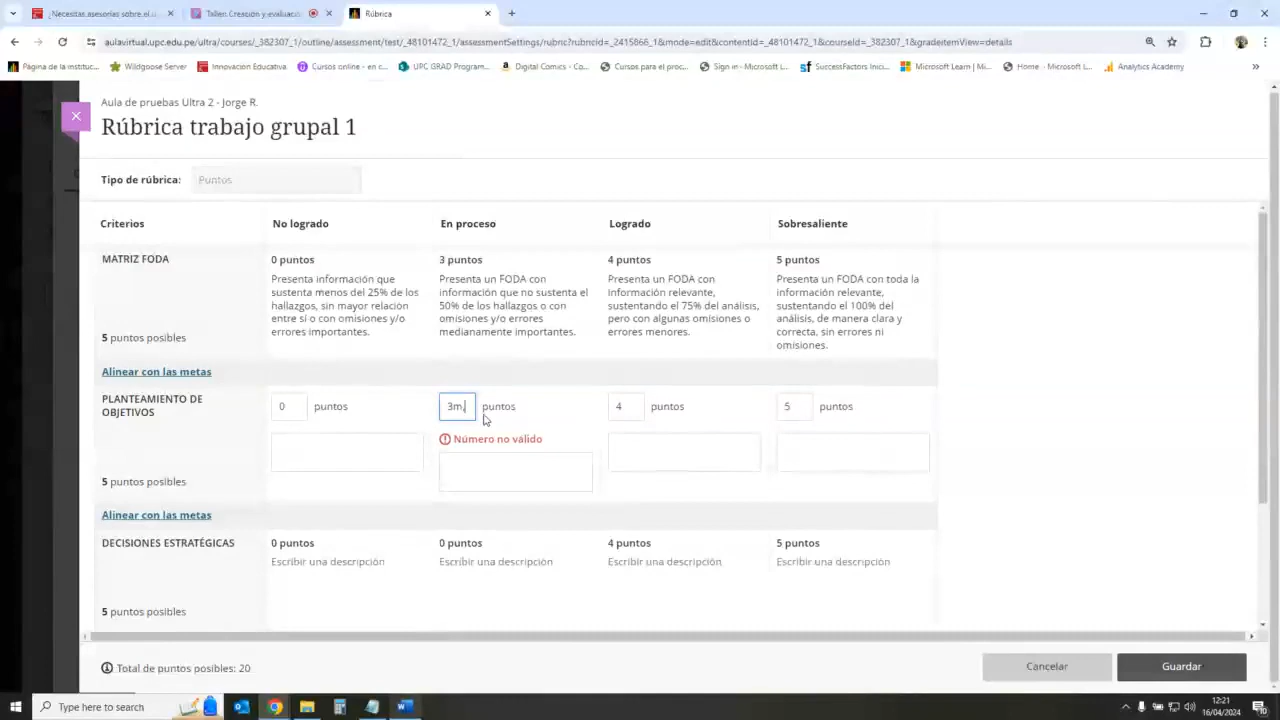 ¿Necesitas asesorías sobre el u
Taller: Creación y evaluació
Rúbrica
aulavirtual.upc.edu.pe/ultra/courses/_382307_1/outline/assessment/test/_48101472_1/assessmentSettings/rubric?rubricId=_2415866_1&mode=edit&contentId=_48101472_1&courseId=_382307_1&gradeitemView=details
Página de la instituc...
Wildgoose Server
Innovación Educativa
Cursos online - en c...
UPC GRAD Program...
Digital Comics - Co...
Cursos para el proc...
Sign in - Microsoft L...
SuccessFactors Inici...
Microsoft Learn | Mi...
Home - Microsoft L...
Analytics Academy
»
Aula de pruebas Ultra 2 - Jorge R.
Rúbrica trabajo grupal 1
Tipo de rúbrica: Puntos
Criterios No logrado En proceso Logrado Sobresaliente
MATRIZ FODA 0 puntos 3 puntos 4 puntos 5 puntos
Presenta información que Presenta un FODA con Presenta un FODA con Presenta un FODA con toda la
sustenta menos del 25% de los información que no sustenta el información relevante, información relevante,
hallazgos, sin mayor relación 50% de los hallazgos o con sustentando el 75% del análisis, sustentando el 100% del
entre sí o con omisiones y/o omisiones y/o errores pero con algunas omisiones o análisis, de manera clara y
errores importantes. medianamente importantes. errores menores. correcta, sin errores ni
5 puntos posibles omisiones.
Alinear con las metas
PLANTEAMIENTO DE
OBJETIVOS
0 puntos 3m, puntos 4 puntos 5 puntos
Número no válido
5 puntos posibles
Alinear con las metas
DECISIONES ESTRATÉGICAS 0 puntos 0 puntos 4 puntos 5 puntos
Escribir una descripción Escribir una descripción Escribir una descripción Escribir una descripción
5 puntos posibles
Total de puntos posibles: 20
Cancelar Guardar
Type here to search
12:21
16/04/2024